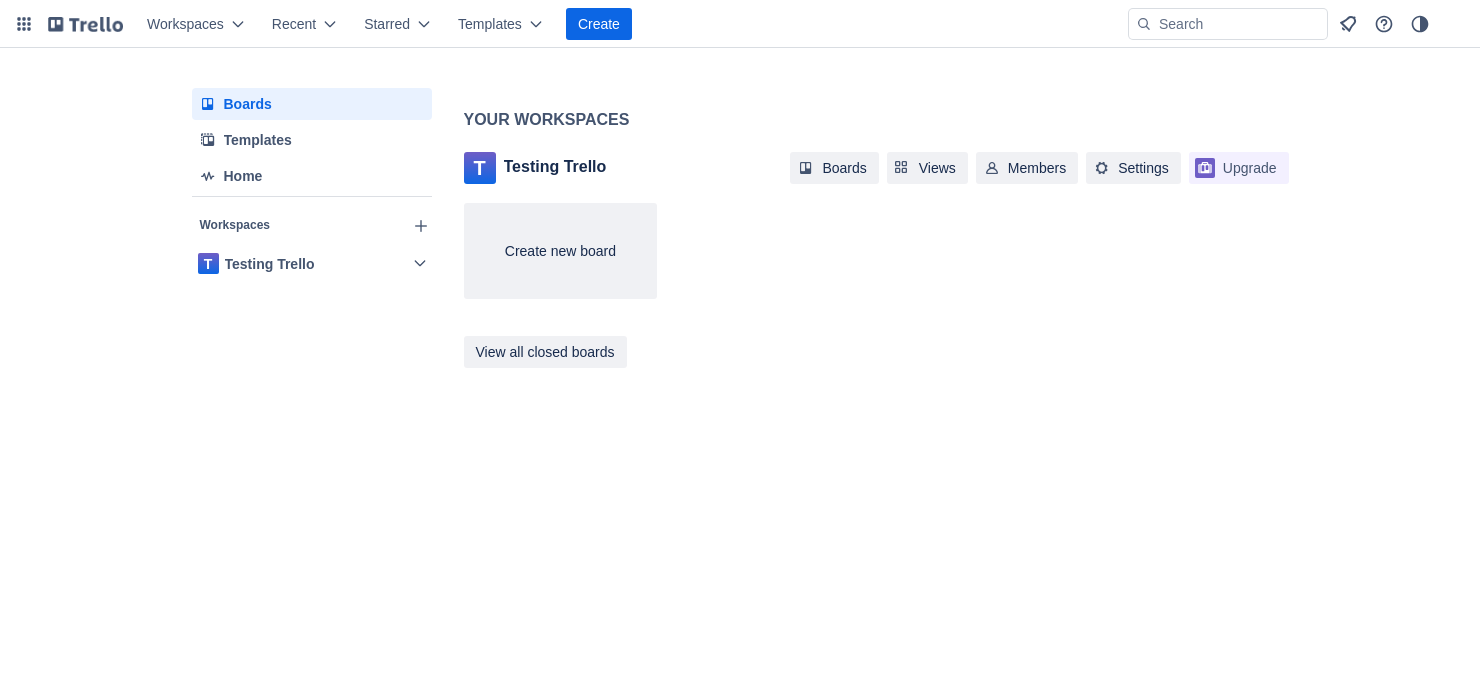 Trello
Workspaces
Recent
Starred
Templates
Create
Search
Boards
Templates
Home
Workspaces
T Testing Trello
YOUR WORKSPACES
T Testing Trello
Boards
Views
Members
Settings
Upgrade
Create new board
View all closed boards